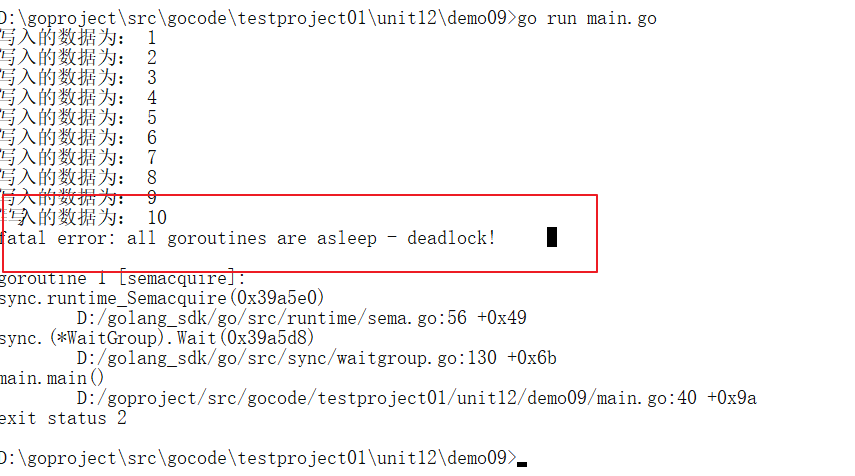 D:\goproject\src\gocode\testproject01\unit12\demo09>go run main.go
写入的数据为： 1
写入的数据为： 2
写入的数据为： 3
写入的数据为： 4
写入的数据为： 5
写入的数据为： 6
写入的数据为： 7
写入的数据为： 8
写入的数据为： 9
写入的数据为： 10
fatal error: all goroutines are asleep - deadlock!
goroutine 1 [semacquire]:
sync.runtime_Semacquire(0x39a5e0)
D:/golang_sdk/go/src/runtime/sema.go:56 +0x49
sync.(*WaitGroup).Wait(0x39a5d8)
D:/golang_sdk/go/src/sync/waitgroup.go:130 +0x6b
main.main()
D:/goproject/src/gocode/testproject01/unit12/demo09/main.go:40 +0x9a
exit status 2
D:\goproject\src\gocode\testproject01\unit12\demo09>